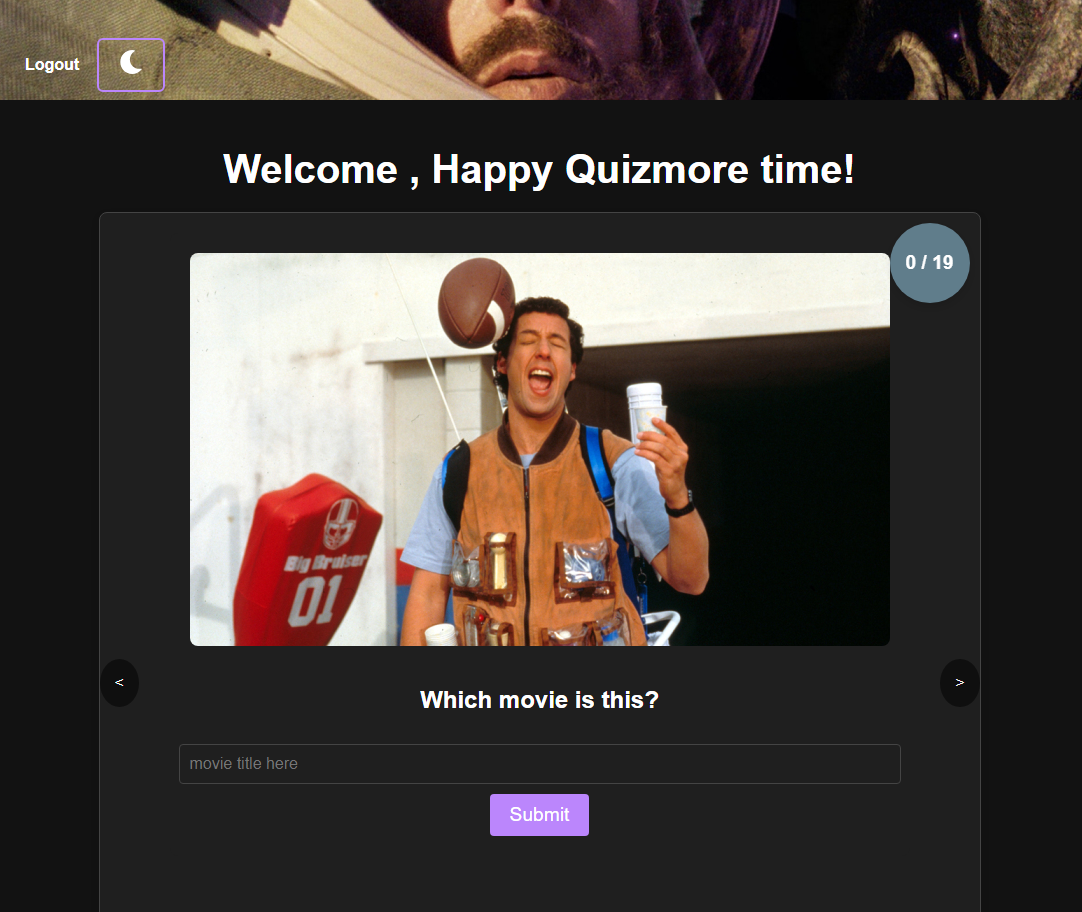 Logout
Welcome , Happy Quizmore time!
0 / 19
Big Bruiser
01
<
>
Which movie is this?
movie title here
Submit